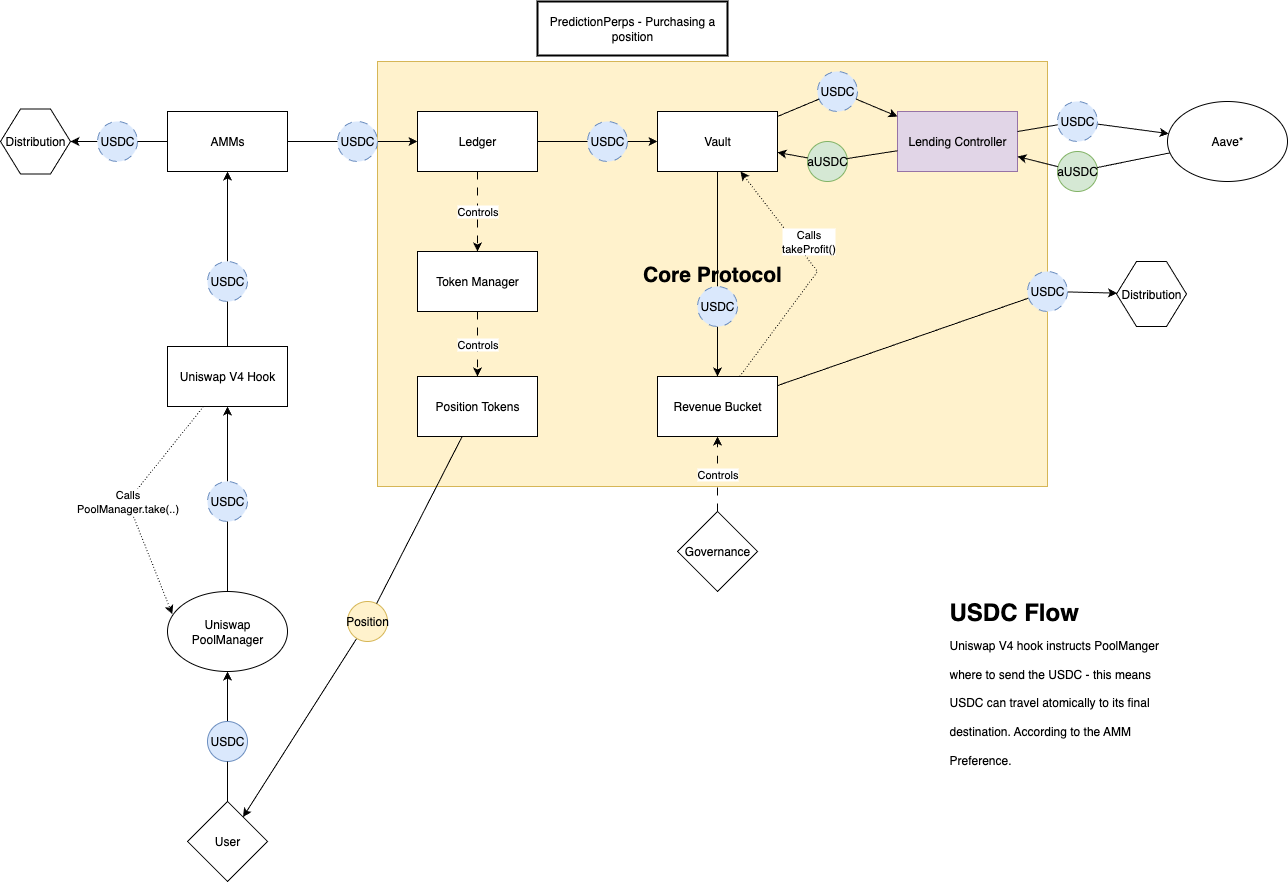 PredictionPerps - Purchasing a
position
USDC
Distribution
USDC
AMMs
USDC
Ledger
USDC
Vault
Lending Controller
USDC
Aave*
aUSDC
aUSDC
Controls
Calls
takeProfit()
Core Protocol
USDC
Token Manager
USDC
USDC
Distribution
Controls
Uniswap V4 Hook
Position Tokens
Revenue Bucket
Controls
Calls
PoolManager.take(..)
USDC
Governance
Uniswap
PoolManager
Position
USDC Flow
Uniswap V4 hook instructs PoolManger
where to send the USDC - this means
USDC can travel atomically to its final
destination. According to the AMM
Preference.
USDC
User